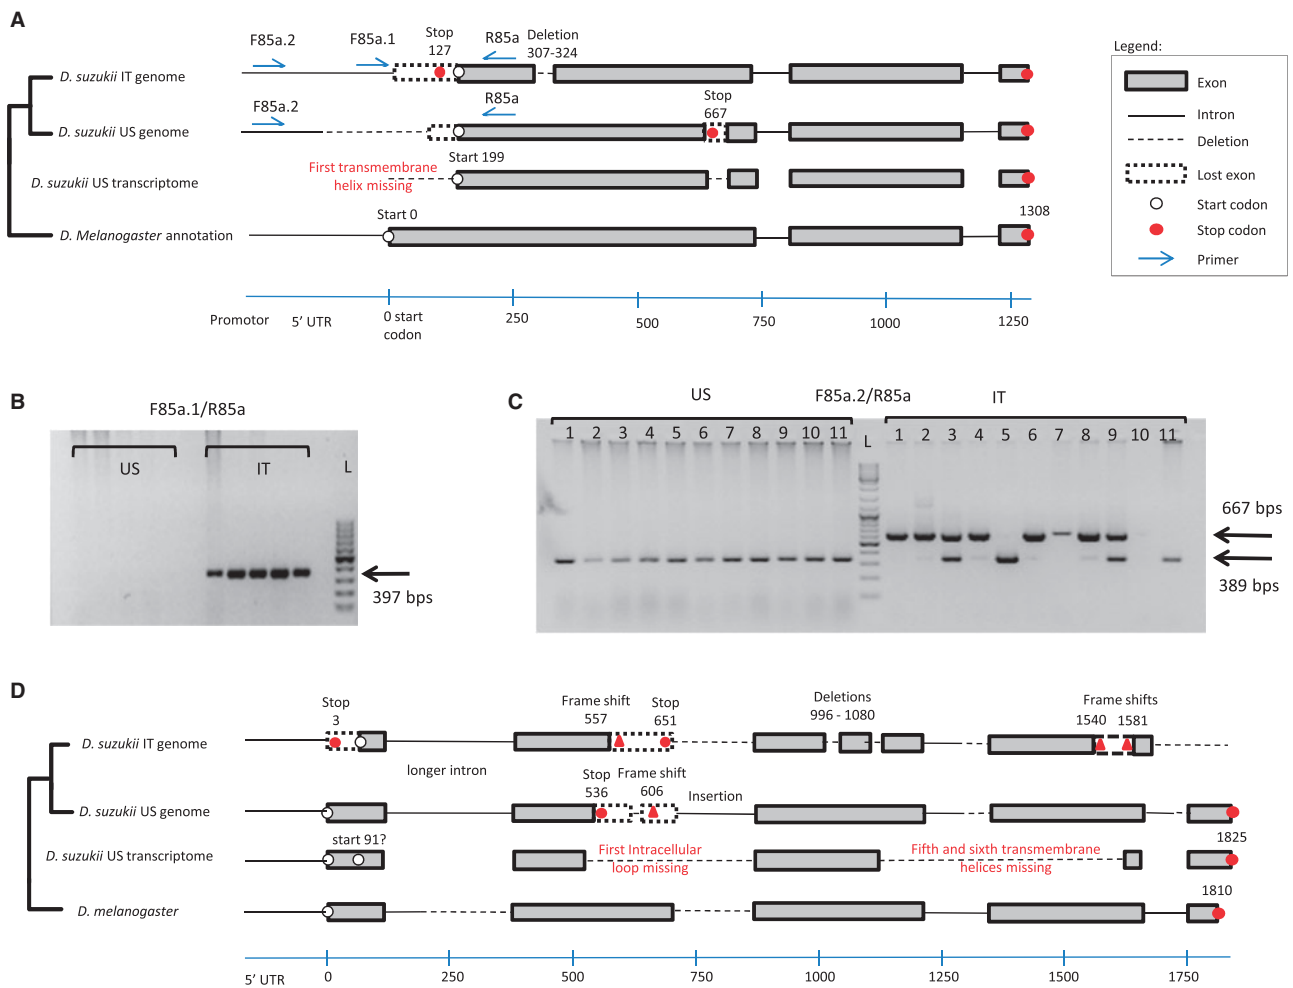 A
F85a.2
F85a.1
Stop
127
R85a
Deletion
307-324
D. suzukii IT genome
F85a.2
R85a
Stop
667
D. suzukii US genome
Start 199
First transmembrane
helix missing
D. suzukii US transcriptome
Start 0
1308
D. Melanogaster annotation
Promotor
5' UTR
0 start
codon
250
500
750
1000
1250
Legend:
Exon
Intron
Deletion
Lost exon
Start codon
Stop codon
Primer
B
F85a.1/R85a
US
IT
L
397 bps
C
US
F85a.2/R85a
IT
1 2 3 4 5 6 7 8 9 10 11
L
1 2 3 4 5 6 7 8 9 10 11
667 bps
389 bps
D
Stop
3
Frame shift
557
Stop
651
Deletions
996 - 1080
Frame shifts
1540 1581
D. suzukii IT genome
longer intron
Stop
536
Frame shift
606
Insertion
D. suzukii US genome
start 91?
1825
D. suzukii US transcriptome
First Intracellular
loop missing
Fifth and sixth transmembrane
helices missing
1810
D. melanogaster
5' UTR
0
250
500
750
1000
1250
1500
1750